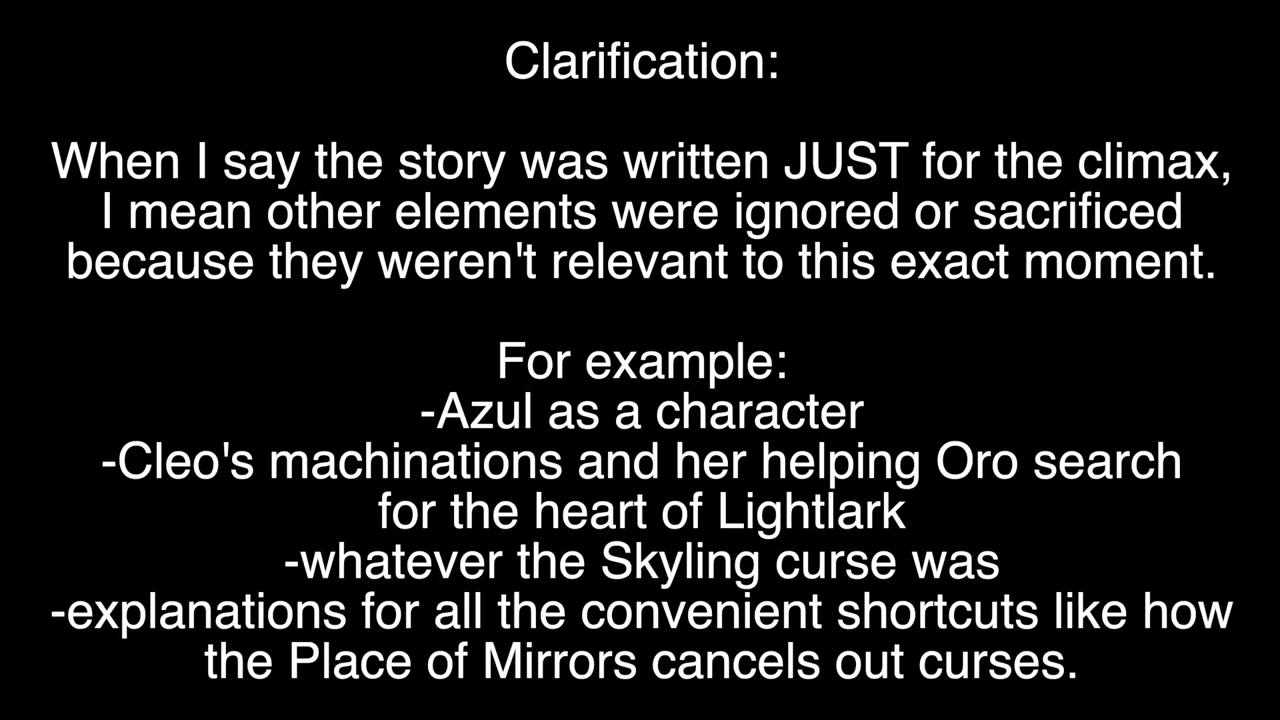 Clarification:
When I say the story was written JUST for the climax,
I mean other elements were ignored or sacrificed
because they weren't relevant to this exact moment.
For example:
-Azul as a character
-Cleo's machinations and her helping Oro search
for the heart of Lightlark
-whatever the Skyling curse was
-explanations for all the convenient shortcuts like how
the Place of Mirrors cancels out curses.